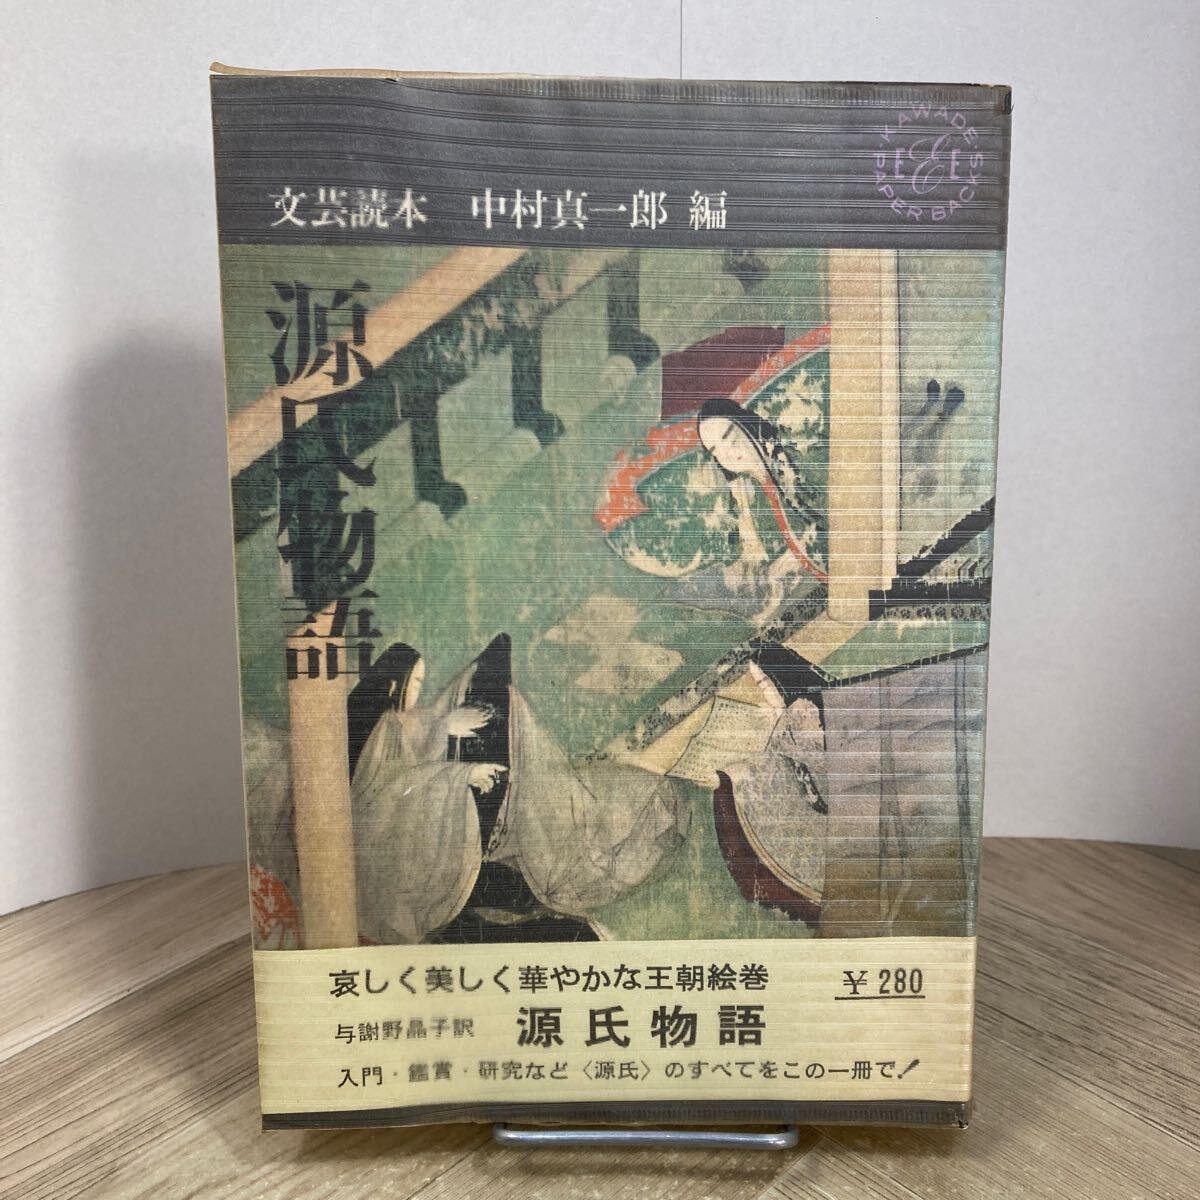 KAWADE・
EEE
・PAPER BACKS・
文芸読本 中村真一郎 編
源氏物語
哀しく美しく華やかな王朝絵巻 ¥280
与謝野晶子訳 源氏物語
入門・鑑賞・研究など〈源氏〉のすべてをこの一冊で！